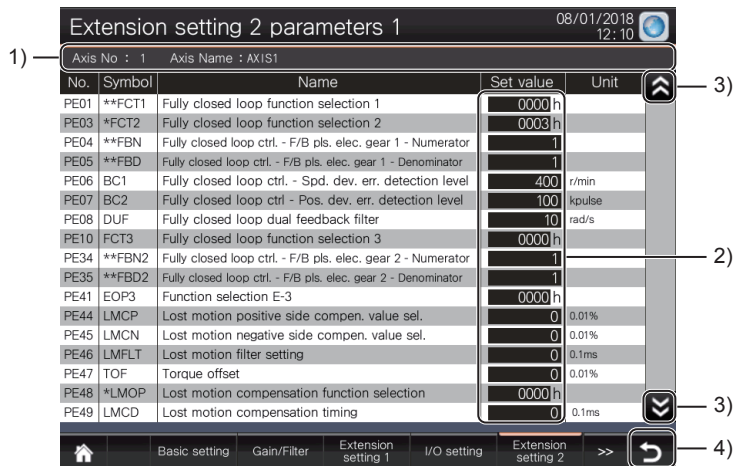 Extension setting 2 parameters 1
08/01/2018
12:10
1)
Axis No : 1 Axis Name : AXIS1
No. Symbol Name Set value Unit
3)
PE01 **FCT1 Fully closed loop function selection 1 0000 h
PE03 *FCT2 Fully closed loop function selection 2 0003 h
PE04 **FBN Fully closed loop ctrl. - F/B pls. elec. gear 1 - Numerator 1
PE05 **FBD Fully closed loop ctrl. - F/B pls. elec. gear 1 - Denominator 1
PE06 BC1 Fully closed loop ctrl. - Spd. dev. err. detection level 400 r/min
PE07 BC2 Fully closed loop ctrl - Pos. dev. err. detection level 100 kpulse
PE08 DUF Fully closed loop dual feedback filter 10 rad/s
PE10 FCT3 Fully closed loop function selection 3 0000 h
PE34 **FBN2 Fully closed loop ctrl. - F/B pls. elec. gear 2 - Numerator 1
2)
PE35 **FBD2 Fully closed loop ctrl. - F/B pls. elec. gear 2 - Denominator 1
PE41 EOP3 Function selection E-3 0000 h
PE44 LMCP Lost motion positive side compen. value sel. 0 0.01%
PE45 LMCN Lost motion negative side compen. value sel. 0 0.01%
PE46 LMFLT Lost motion filter setting 0 0.1ms
PE47 TOF Torque offset 0 0.01%
PE48 *LMOP Lost motion compensation function selection 0000 h
PE49 LMCD Lost motion compensation timing 0 0.1ms
3)
Basic setting Gain/Filter Extension setting 1 I/O setting Extension setting 2 >>
4)